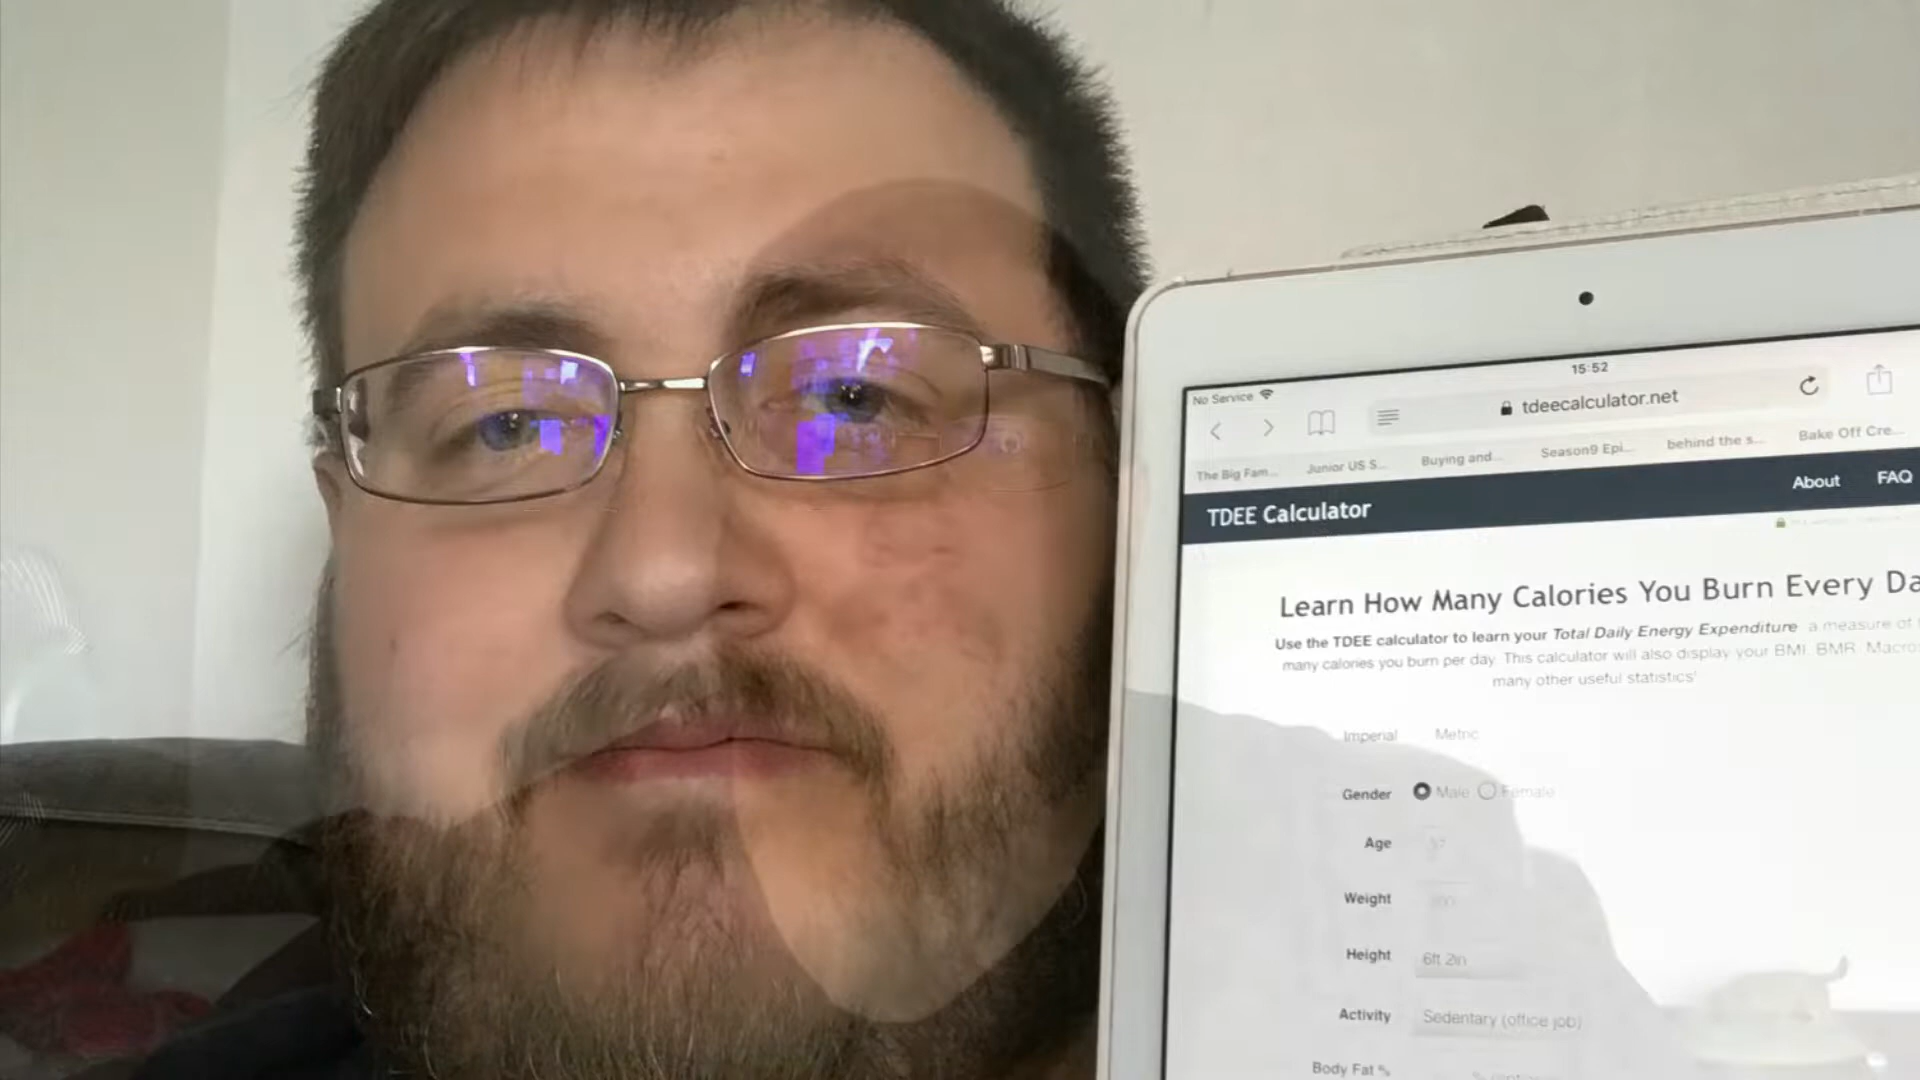 15:52
No Service
tdeecalculator.net
The Big Fam... Junior US S... Buying and... Season9 Epi... behind the s... Bake Off Cre...
TDEE Calculator About FAQ
Learn How Many Calories You Burn Every Da
Use the TDEE calculator to learn your Total Daily Energy Expenditure a measure of
many calories you burn per day. This calculator will also display your BMI, BMR, Macros
many other useful statistics!
Imperial Metric
Gender Male Female
Age
Weight
Height 6ft 2in
Activity Sedentary (office job)
Body Fat %